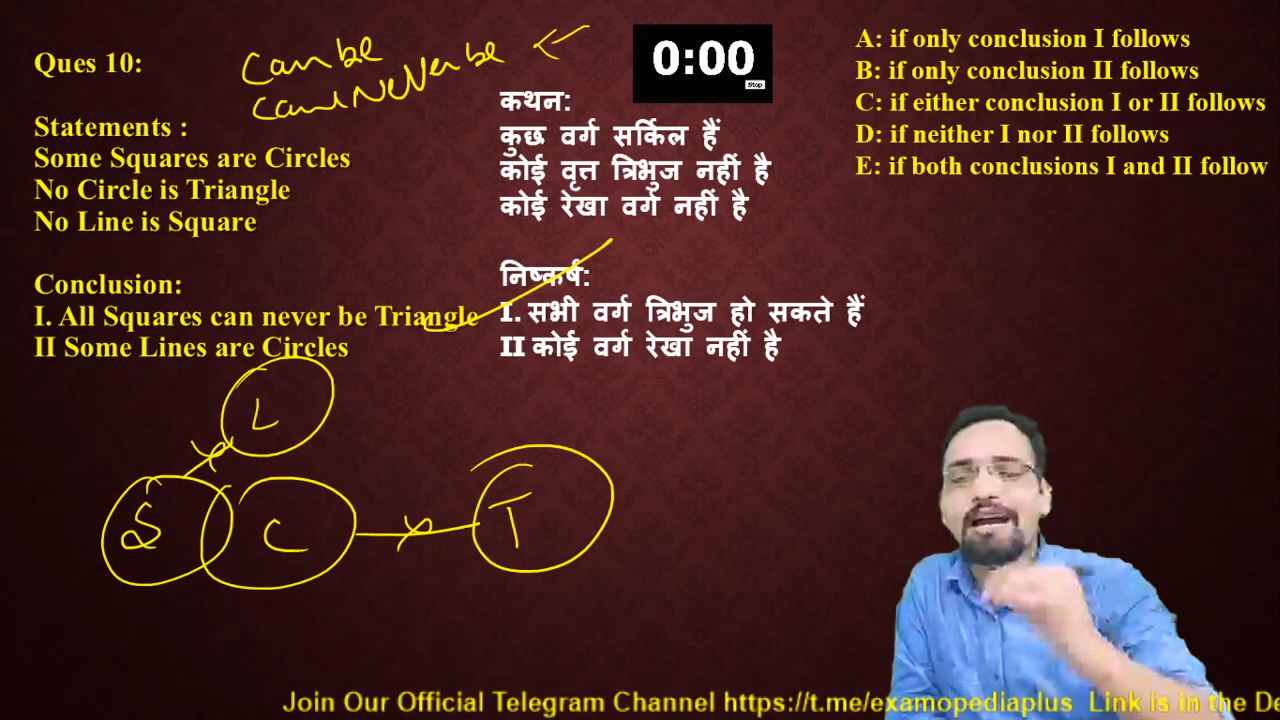 Ques 10:
Can be
can NeVer be
Statements :
Some Squares are Circles
No Circle is Triangle
No Line is Square
Conclusion:
I. All Squares can never be Triangle
II Some Lines are Circles
0:00
Stop
कथन:
कुछ वर्ग सर्किल हैं
कोई वृत्त त्रिभुज नहीं है
कोई रेखा वर्ग नहीं है
निष्कर्ष:
I. सभी वर्ग त्रिभुज हो सकते हैं
II कोई वर्ग रेखा नहीं है
A: if only conclusion I follows
B: if only conclusion II follows
C: if either conclusion I or II follows
D: if neither I nor II follows
E: if both conclusions I and II follow
L
S
C
T
Join Our Official Telegram Channel https://t.me/examopediaplus Link Is in the De